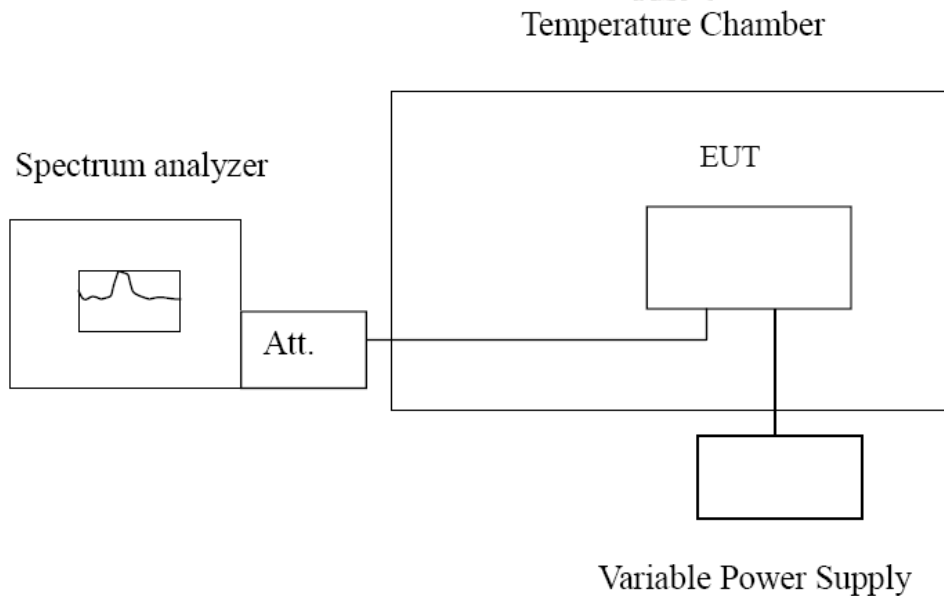 Temperature Chamber
Spectrum analyzer
EUT
Att.
Variable Power Supply